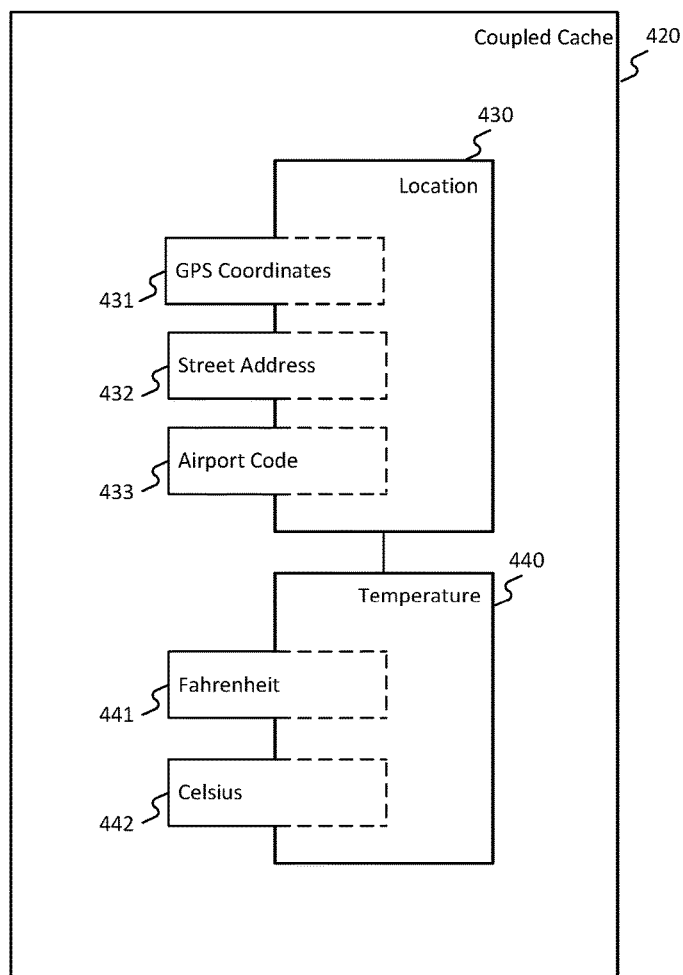 Coupled Cache
420
430
Location
GPS Coordinates
431
Street Address
432
Airport Code
433
440
Temperature
Fahrenheit
441
Celsius
442